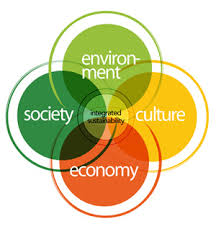 environ-
ment
society
integrated
sustainability
culture
economy